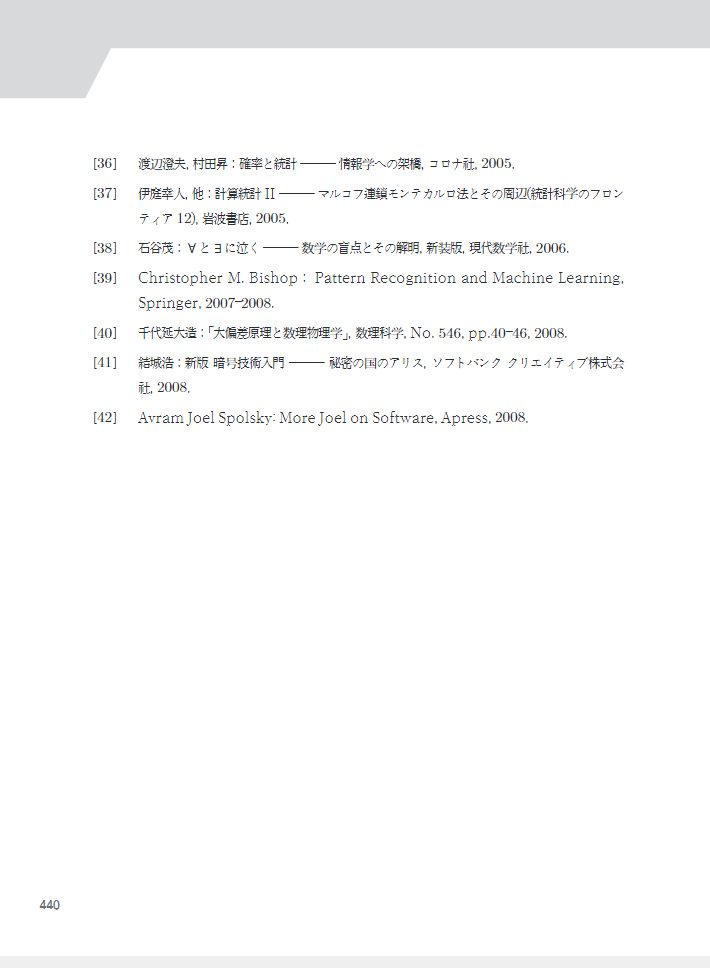 [36] 渡辺澄夫, 村田昇 : 確率と統計 ――― 情報学への架橋, コロナ社, 2005.
[37] 伊庭幸人, 他 : 計算統計 II ――― マルコフ連鎖モンテカルロ法とその周辺(統計科学のフロン
ティア 12), 岩波書店, 2005.
[38] 石谷茂 : ∀ と ∃ に泣く ――― 数学の盲点とその解明, 新装版, 現代数学社, 2006.
[39] Christopher M. Bishop : Pattern Recognition and Machine Learning,
Springer, 2007-2008.
[40] 千代延大造 : 「大偏差原理と数理物理学」, 数理科学, No. 546, pp.40-46, 2008.
[41] 結城浩 : 新版 暗号技術入門 ――― 秘密の国のアリス, ソフトバンク クリエイティブ株式会
社, 2008.
[42] Avram Joel Spolsky: More Joel on Software, Apress, 2008.
440